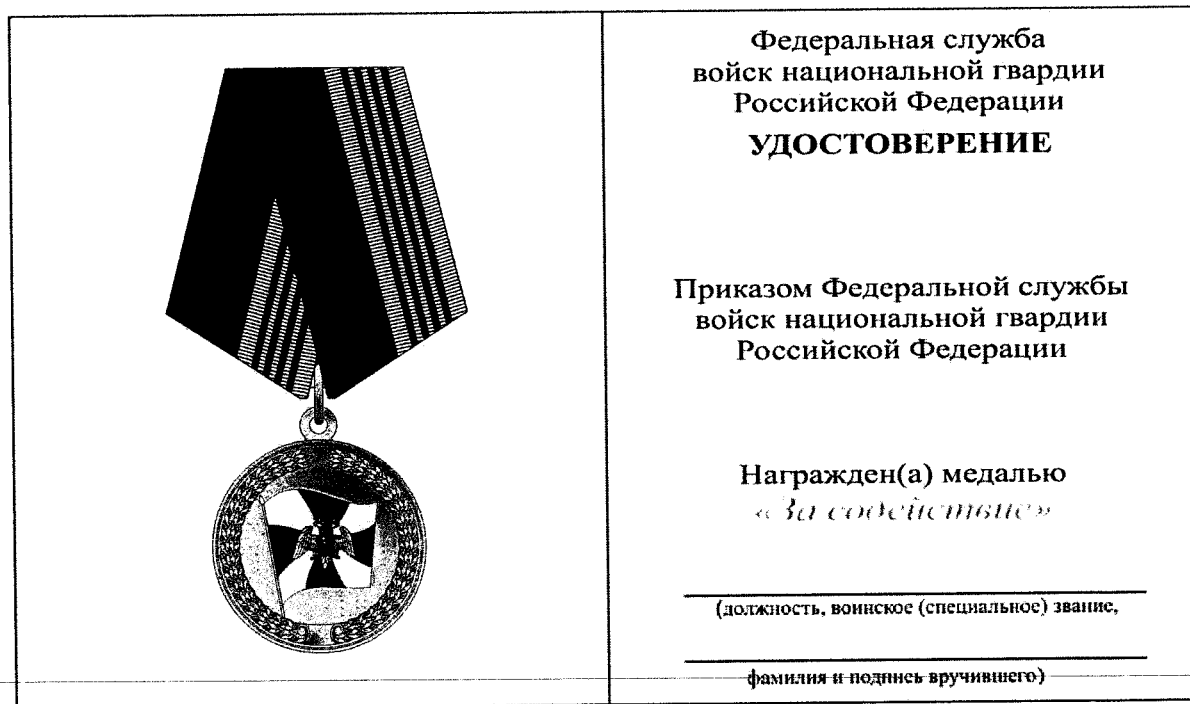 Федеральная служба
войск национальной гвардии
Российской Федерации
УДОСТОВЕРЕНИЕ
Приказом Федеральной службы
войск национальной гвардии
Российской Федерации
Награжден(а) медалью
«За содействие»
(должность, воинское (специальное) звание,
фамилия и подпись вручившего)